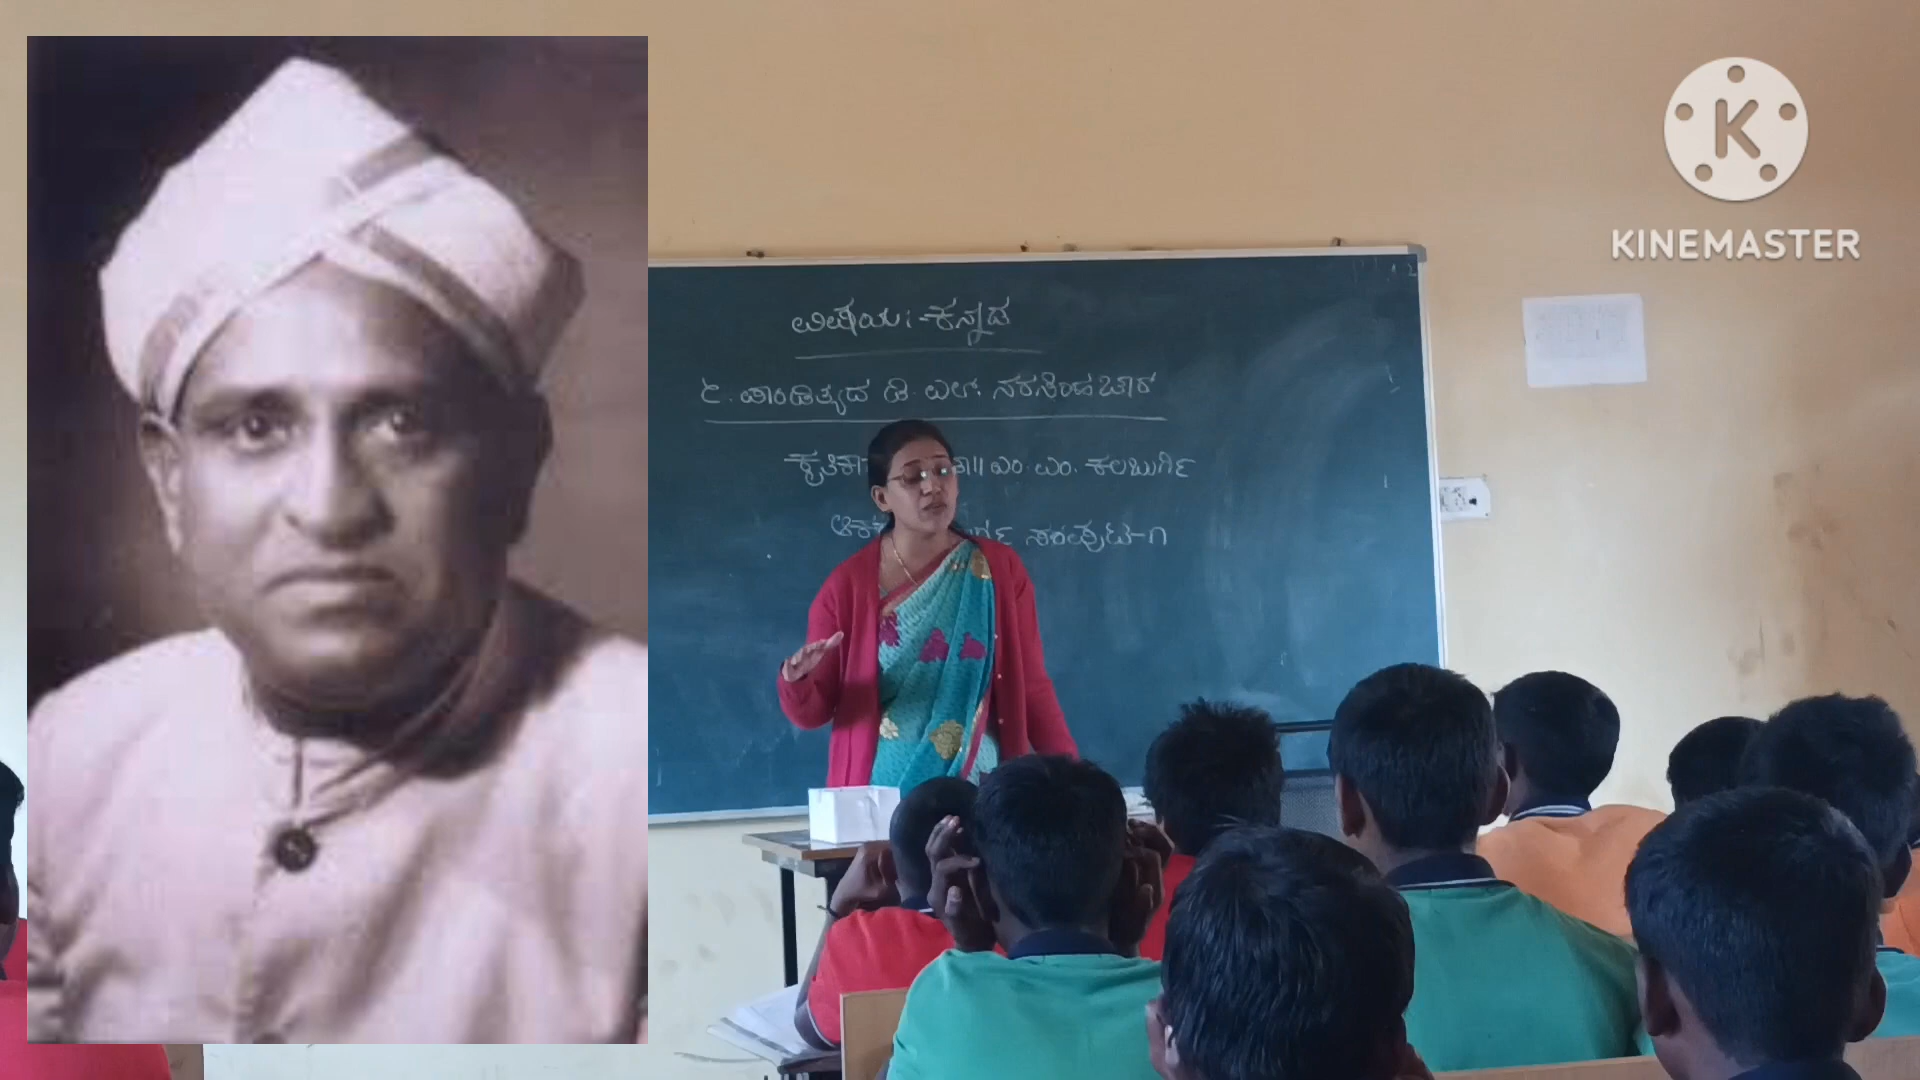 K
KINEMASTER
ವಿಷಯ :- ಕನ್ನಡ
೭. ಪಾಂಡಿತ್ಯದ ಡಿ. ಎಲ್. ನರಸಿಂಹಚಾರ್
ಕೃತಿಕಾ ಡಾ|| ಎಂ. ಎಂ. ಕಲಬುರ್ಗಿ
ಸಂಪುಟ-೧